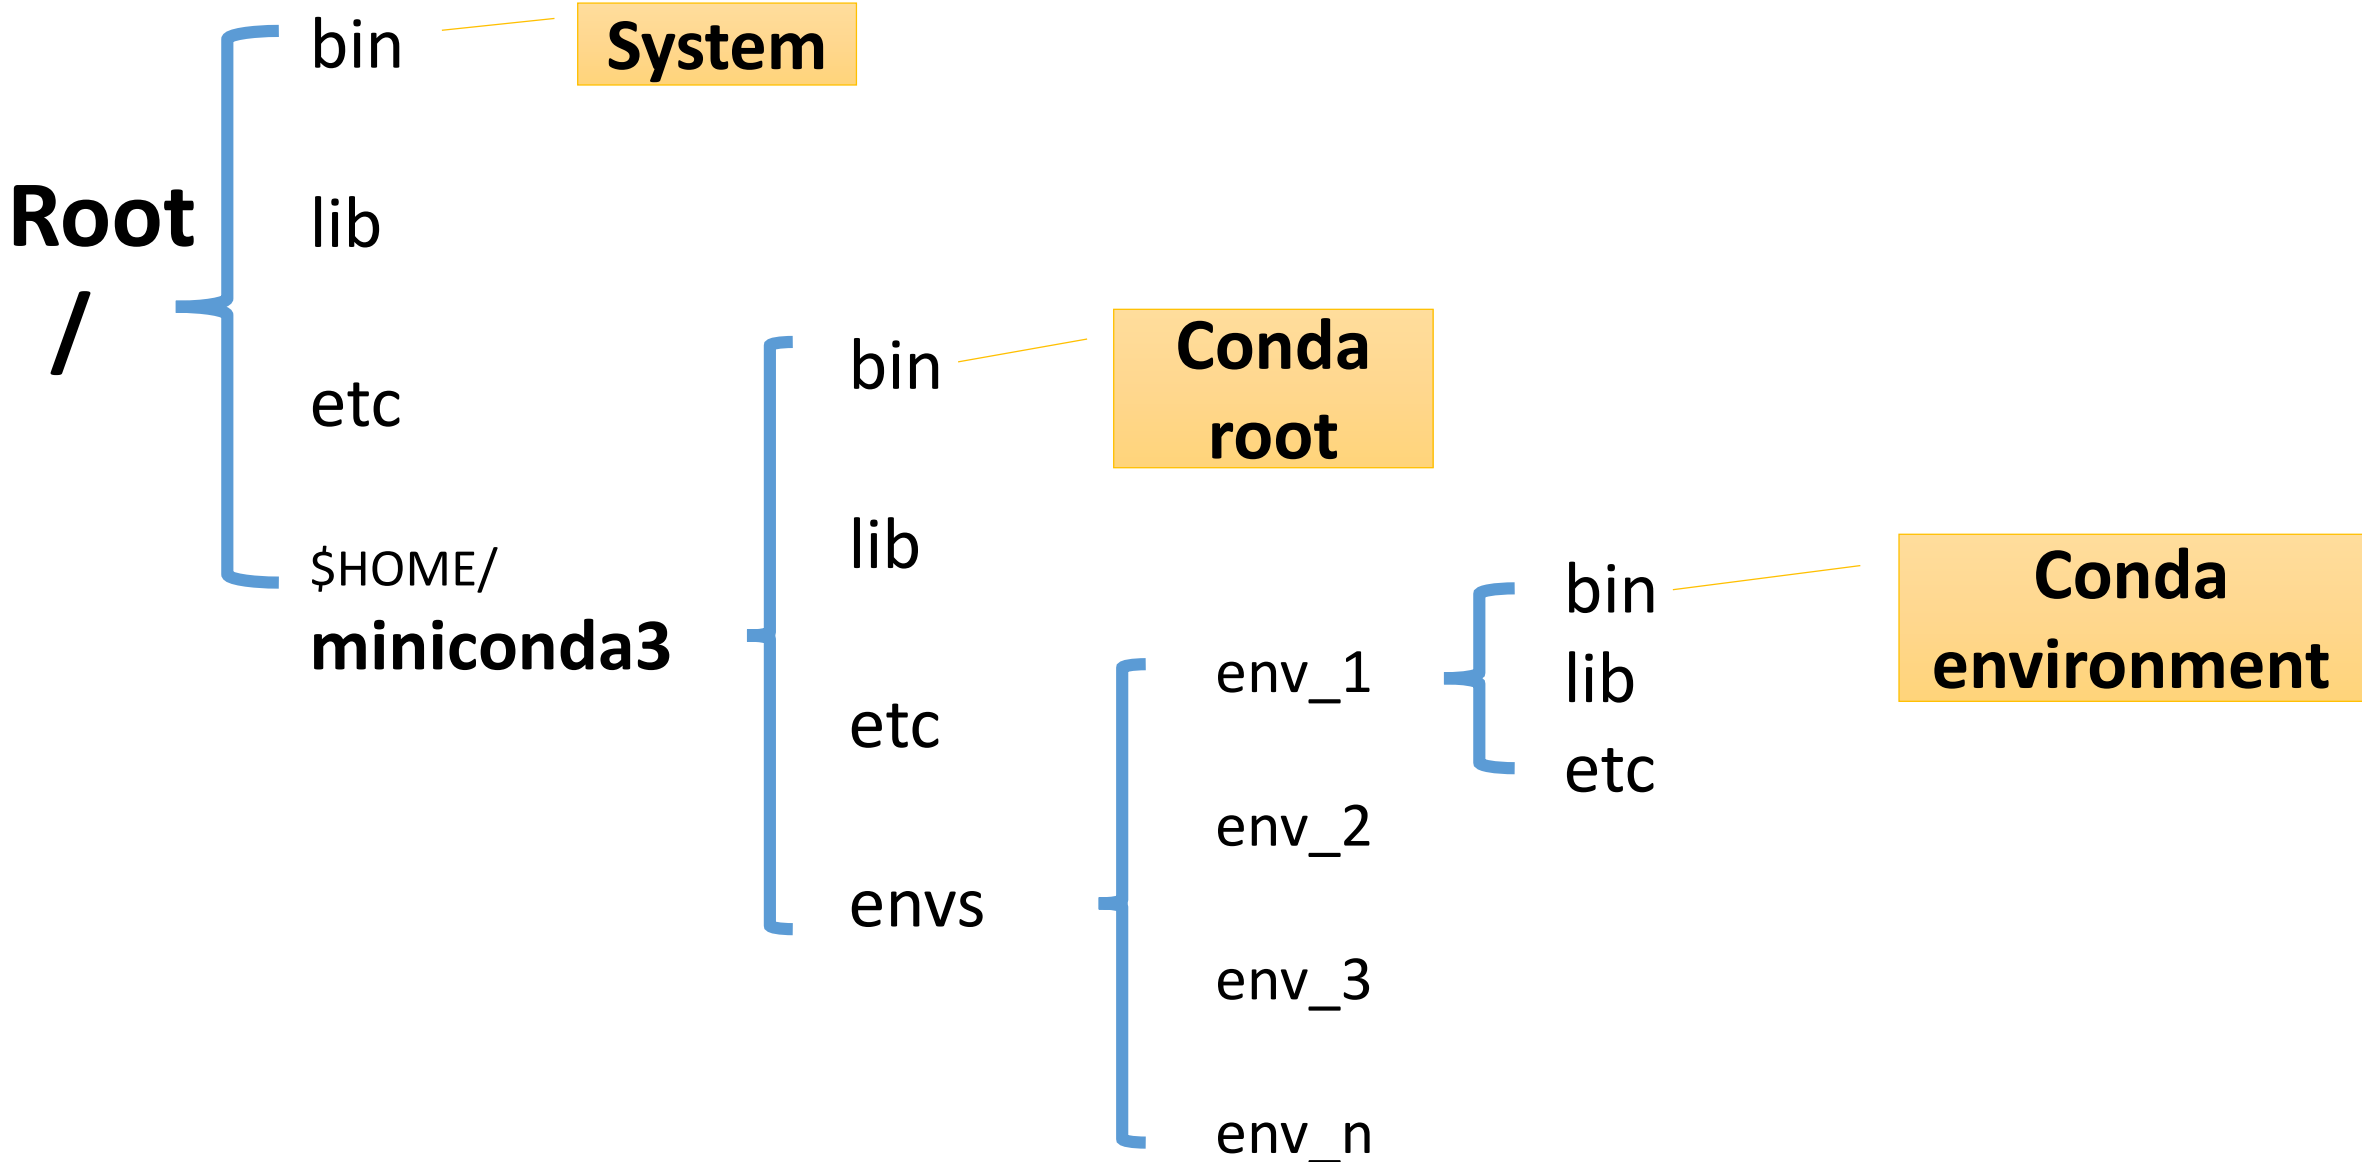 Root
/
bin
System
lib
etc
$HOME/
miniconda3
bin
Conda
root
lib
etc
envs
env_1
env_2
env_3
env_n
bin
Conda
environment
lib
etc